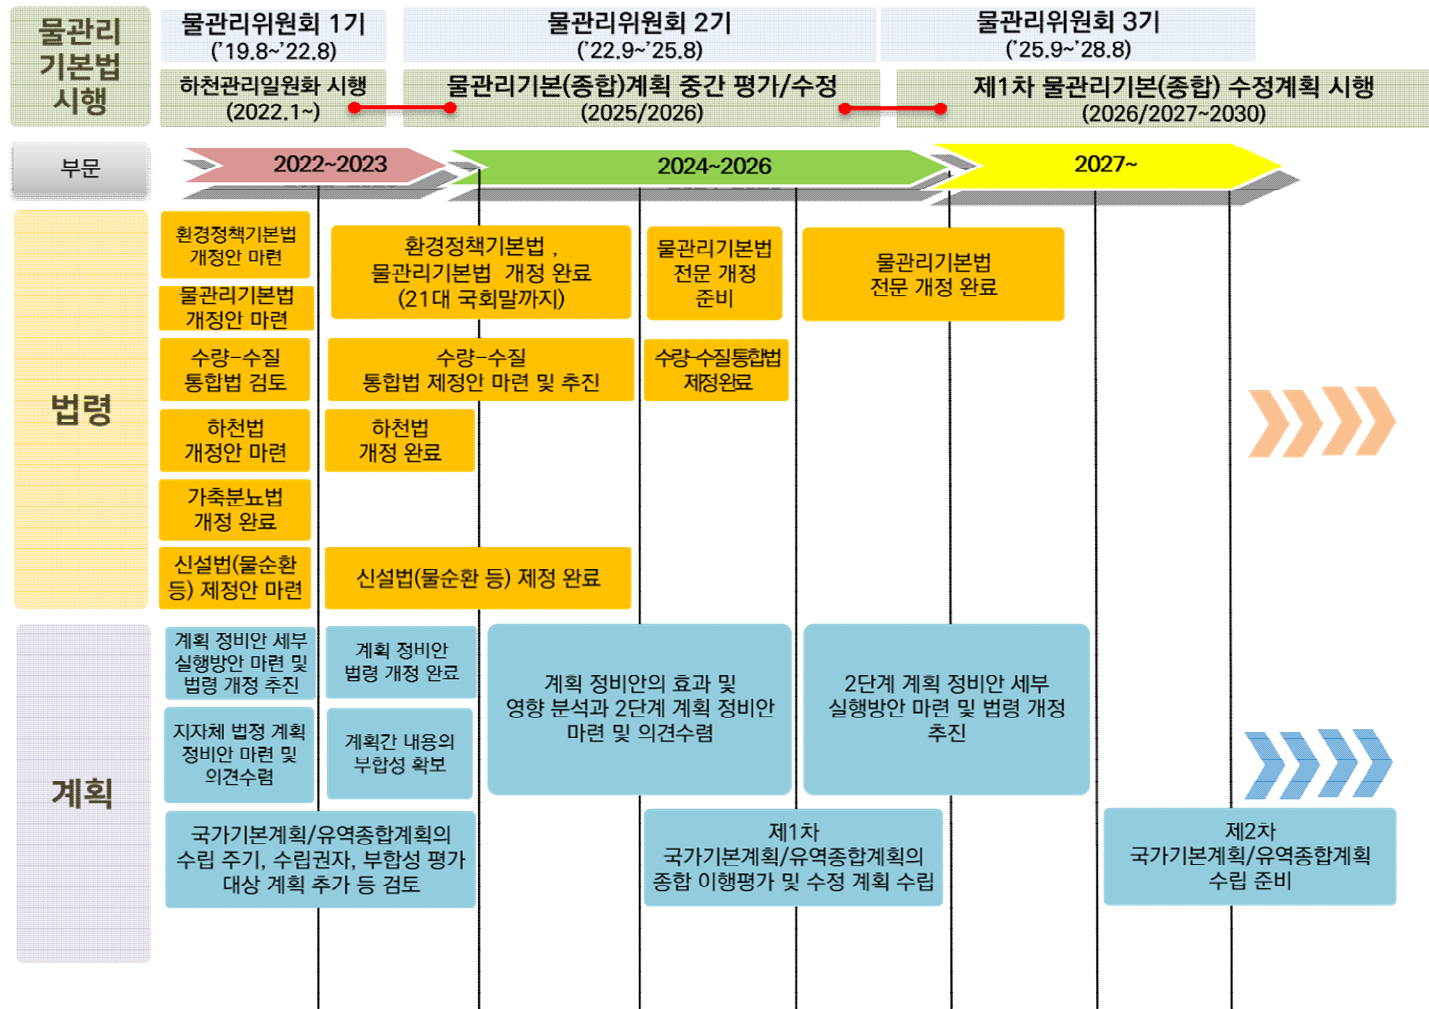 물관리
기본법
시행
물관리위원회 1기
('19.8~'22.8)
물관리위원회 2기
('22.9~'25.8)
물관리위원회 3기
('25.9~'28.8)
하천관리일원화 시행
(2022.1~)
물관리기본(종합)계획 중간 평가/수정
(2025/2026)
제1차 물관리기본(종합) 수정계획 시행
(2026/2027~2030)
부문
2022~2023
2024~2026
2027~
법령
환경정책기본법
개정안 마련
환경정책기본법 ,
물관리기본법 개정 완료
(21대 국회말까지)
물관리기본법
전문 개정
준비
물관리기본법
전문 개정 완료
물관리기본법
개정안 마련
수량-수질
통합법 검토
수량-수질
통합법 제정안 마련 및 추진
수량-수질통합법
제정완료
하천법
개정안 마련
하천법
개정 완료
가축분뇨법
개정 완료
신설법(물순환
등) 제정안 마련
신설법(물순환 등) 제정 완료
계획
계획 정비안 세부
실행방안 마련 및
법령 개정 추진
계획 정비안
법령 개정 완료
계획 정비안의 효과 및
영향 분석과 2단계 계획 정비안
마련 및 의견수렴
2단계 계획 정비안 세부
실행방안 마련 및 법령 개정
추진
지자체 법정 계획
정비안 마련 및
의견수렴
계획간 내용의
부합성 확보
국가기본계획/유역종합계획의
수립 주기, 수립권자, 부합성 평가
대상 계획 추가 등 검토
제1차
국가기본계획/유역종합계획의
종합 이행평가 및 수정 계획 수립
제2차
국가기본계획/유역종합계획
수립 준비